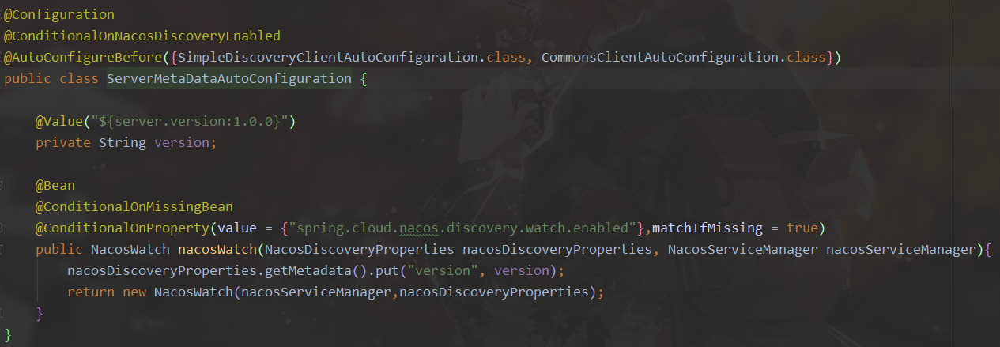 @Configuration
@ConditionalOnNacosDiscoveryEnabled
@AutoConfigureBefore({SimpleDiscoveryClientAutoConfiguration.class, CommonsClientAutoConfiguration.class})
public class ServerMetaDataAutoConfiguration {
@Value("${server.version:1.0.0}")
private String version;
@Bean
@ConditionalOnMissingBean
@ConditionalOnProperty(value = {"spring.cloud.nacos.discovery.watch.enabled"},matchIfMissing = true)
public NacosWatch nacosWatch(NacosDiscoveryProperties nacosDiscoveryProperties, NacosServiceManager nacosServiceManager){
nacosDiscoveryProperties.getMetadata().put("version", version);
return new NacosWatch(nacosServiceManager,nacosDiscoveryProperties);
}
}